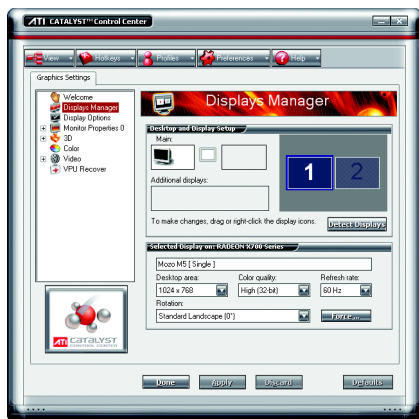 ATI CATALYST™ Control Center
View Hotkeys Profiles Preferences Help
Graphics Settings
Welcome
Displays Manager
Display Options
Monitor Properties 0
3D
Color
Video
VPU Recover
ATI CATALYST
CONTROL CENTER
Displays Manager
Desktop and Display Setup
Main:
Additional displays:
1 2
To make changes, drag or right-click the display icons.
Detect Displays
Selected Display on: RADEON X700 Series
Mozo M5 [ Single ]
Desktop area: Color quality: Refresh rate:
1024 x 768 High (32-bit) 60 Hz
Rotation:
Standard Landscape (0°) Force...
Done Apply Discard Defaults